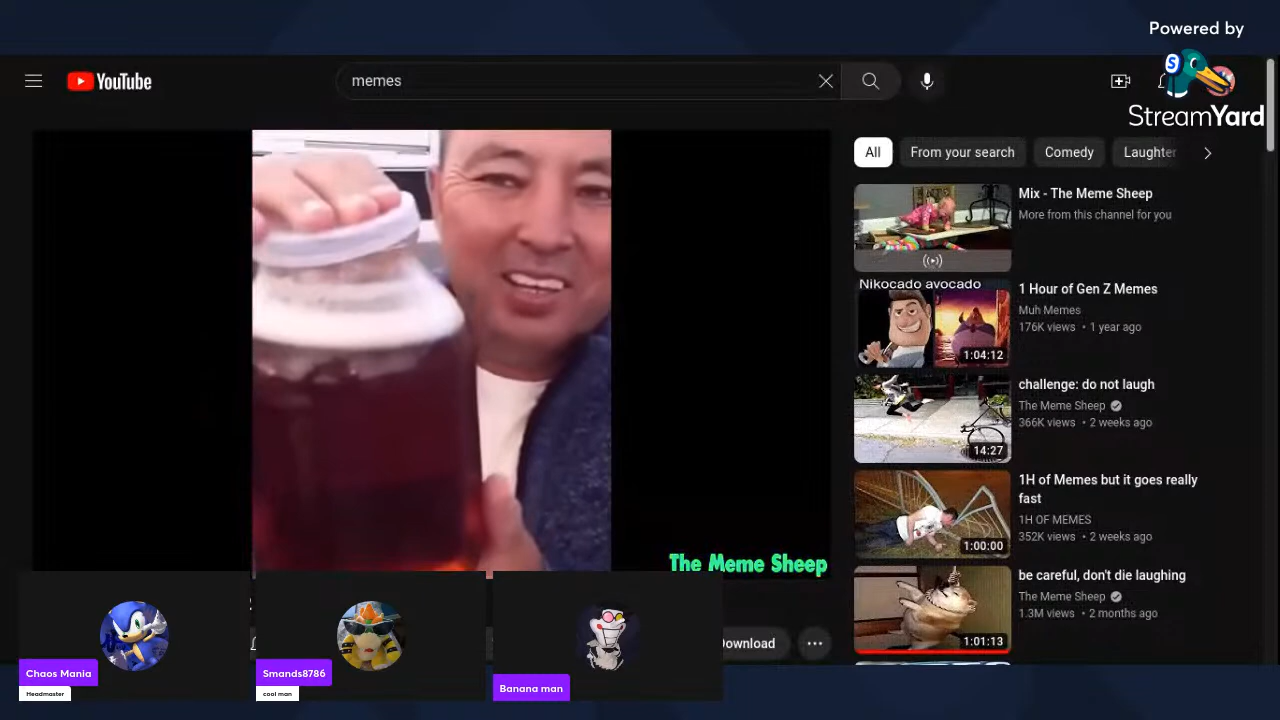 Powered by
StreamYard
YouTube
memes
All
From your search
Comedy
Laughter
Mix - The Meme Sheep
More from this channel for you
Nikocado avocado
1:04:12
1 Hour of Gen Z Memes
Muh Memes
176K views • 1 year ago
14:27
challenge: do not laugh
The Meme Sheep
366K views • 2 weeks ago
1:00:00
1H of Memes but it goes really
fast
1H OF MEMES
352K views • 2 weeks ago
1:01:13
be careful, don't die laughing
The Meme Sheep
1.3M views • 2 months ago
The Meme Sheep
ownload
Chaos Mania
Headmaster
Smands8786
cool man
Banana man